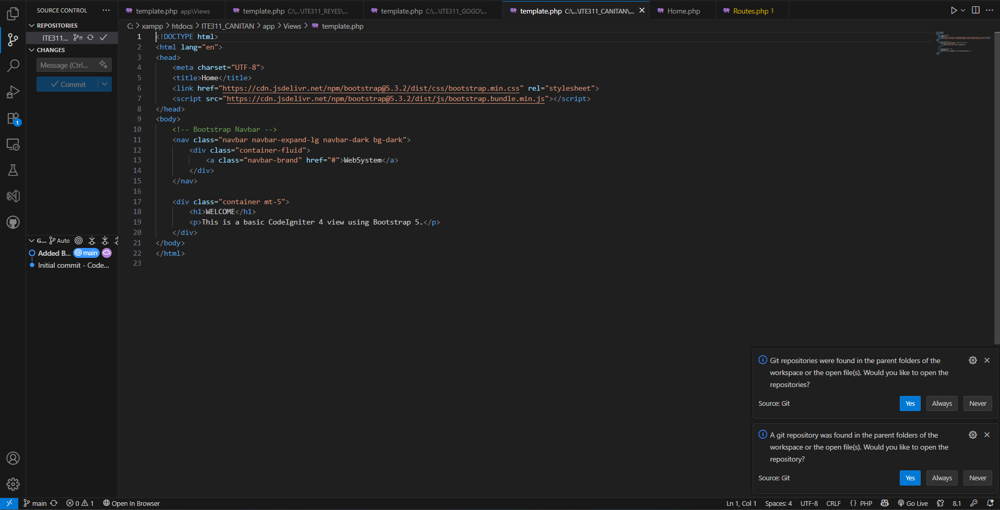 SOURCE CONTROL ...
template.php app\Views
template.php C:\...\ITE311_REYES\...
template.php C:\...\ITE311_GOGO\...
template.php C:\...\ITE311_CANITAN\...
Home.php
Routes.php 1
REPOSITORIES
ITE311...
CHANGES
Message (Ctrl...
Commit
C: > xampp > htdocs > ITE311_CANITAN > app > Views > template.php
1 <!DOCTYPE html>
2 <html lang="en">
3 <head>
4 <meta charset="UTF-8">
5 <title>Home</title>
6 <link href="https://cdn.jsdelivr.net/npm/bootstrap@5.3.2/dist/css/bootstrap.min.css" rel="stylesheet">
7 <script src="https://cdn.jsdelivr.net/npm/bootstrap@5.3.2/dist/js/bootstrap.bundle.min.js"></script>
8 </head>
9 <body>
10 <!-- Bootstrap Navbar -->
11 <nav class="navbar navbar-expand-lg navbar-dark bg-dark">
12 <div class="container-fluid">
13 <a class="navbar-brand" href="#">WebSystem</a>
14 </div>
15 </nav>
16
17 <div class="container mt-5">
18 <h1>WELCOME</h1>
19 <p>This is a basic CodeIgniter 4 view using Bootstrap 5.</p>
20 </div>
21 </body>
22 </html>
23
1
G... Auto
Added B... main
Initial commit - Code...
Git repositories were found in the parent folders of the
workspace or the open file(s). Would you like to open the
repositories?
Source: Git
Yes Always Never
A git repository was found in the parent folders of the
workspace or the open file(s). Would you like to open the
repository?
Source: Git
Yes Always Never
main 0 1 Open In Browser
Ln 1, Col 1 Spaces: 4 UTF-8 CRLF {} PHP Go Live 8.1